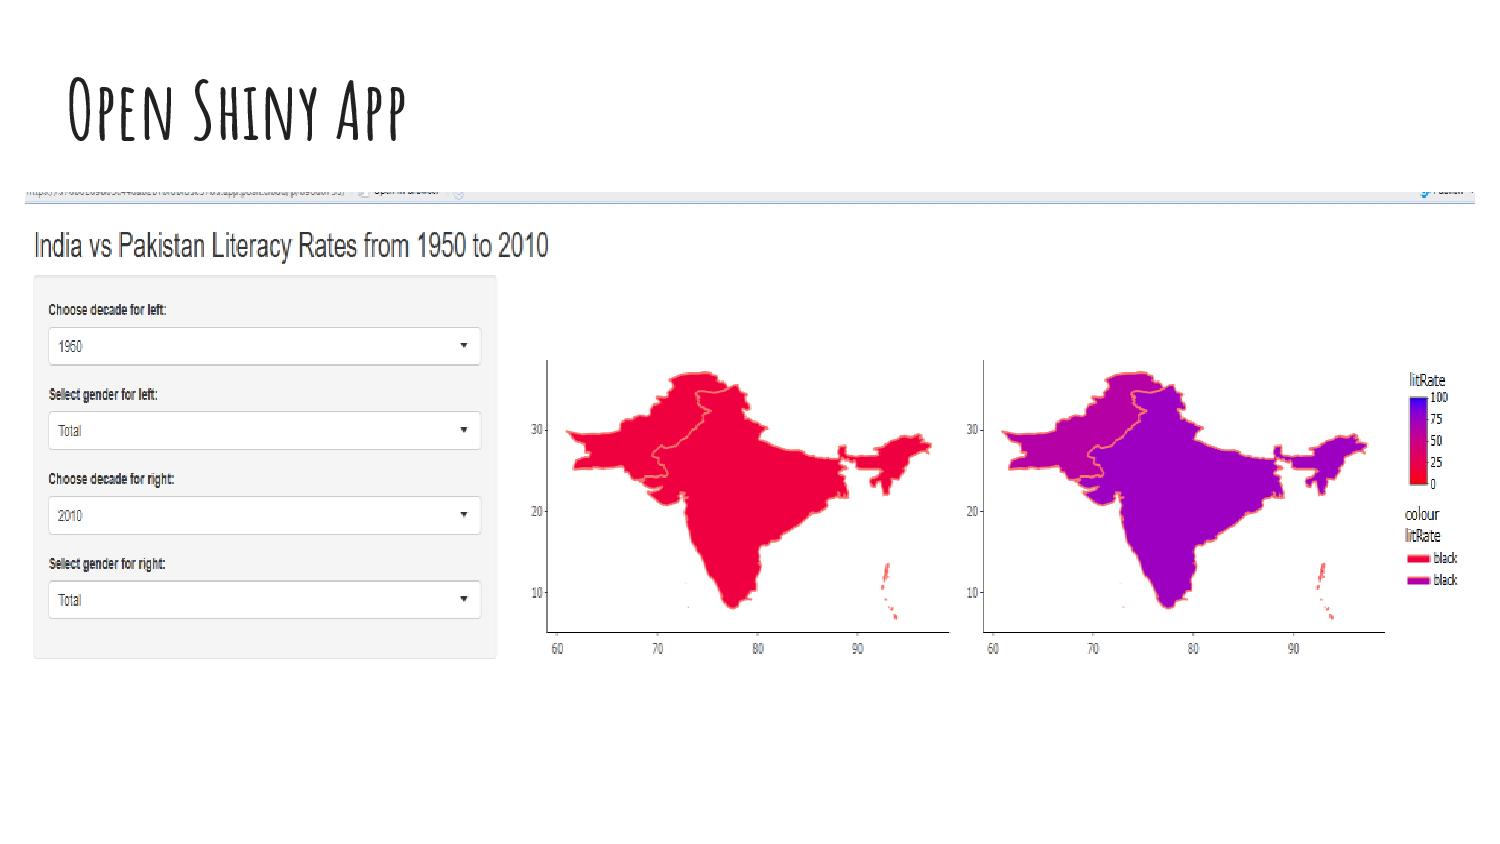 Open Shiny App
India vs Pakistan Literacy Rates from 1950 to 2010
Choose decade for left:
1950
Select gender for left:
Total
Choose decade for right:
2010
Select gender for right:
Total
30
20
10
60 70 80 90
30
20
10
60 70 80 90
litRate
100
75
50
25
0
colour
litRate
black
black